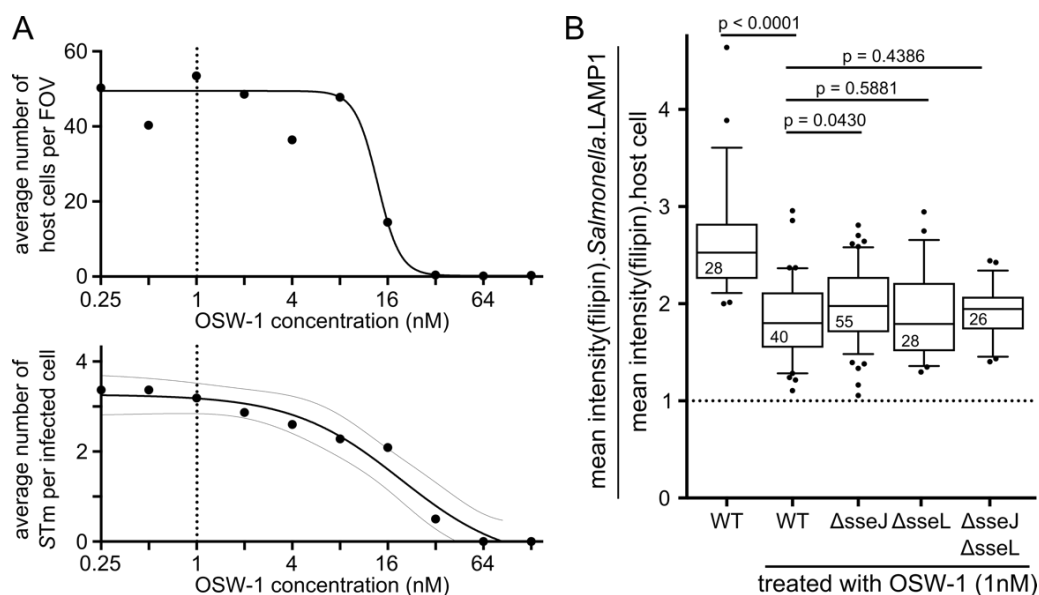 A
average number of
host cells per FOV
60
40
20
0
0.25
1
4
16
64
OSW-1 concentration (nM)
average number of
STm per infected cell
4
2
0
0.25
1
4
16
64
OSW-1 concentration (nM)
B
mean intensity(filipin).Salmonella.LAMP1
mean intensity(filipin).host cell
p < 0.0001
p = 0.4386
p = 0.5881
p = 0.0430
4
3
2
1
0
28
40
55
28
26
WT
WT
ΔsseJ
ΔsseL
ΔsseJ
ΔsseL
treated with OSW-1 (1nM)